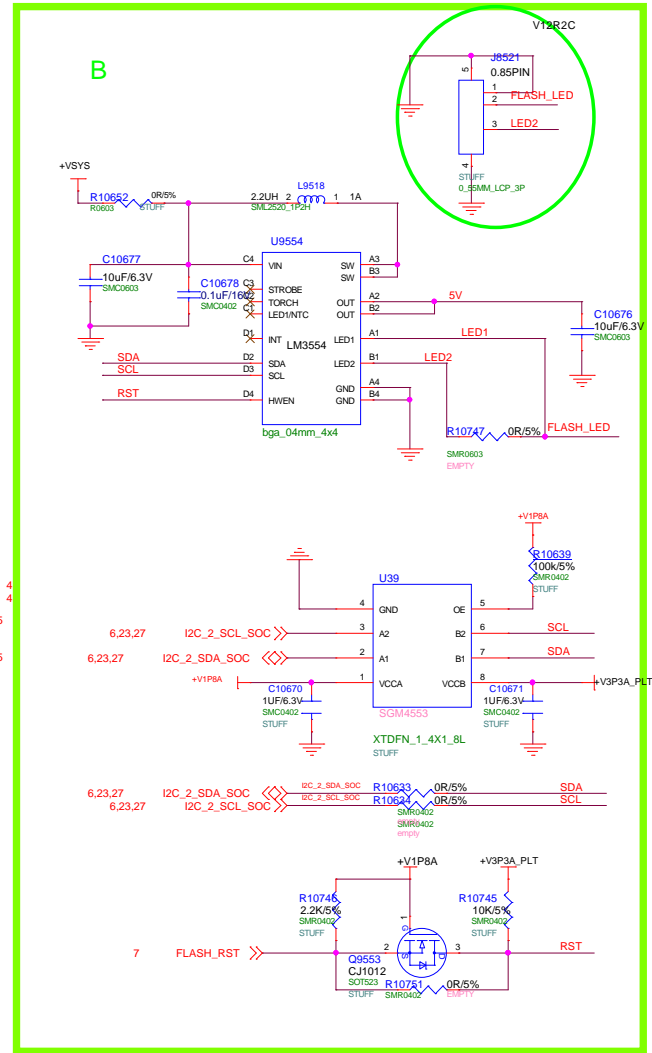 V12R2C
B
J8521
0.85PIN
5
1
2
FLASH_LED
3
LED2
4
STUFF
0_55MM_LCP_3P
+VSYS
R10652
0R/5%
R0603
STUFF
2.2UH
2
L9518
1
1A
SML2520_1P2H
U9554
C10677
10uF/6.3V
SMC0603
C10678
0.1uF/16V
SMC0402
C4
VIN
C3
STROBE
C2
TORCH
C1
LED1/NTC
D1
INT
LM3554
SDA
D2
SDA
SCL
D3
SCL
RST
D4
HWEN
SW
A3
SW
B3
OUT
A2
5V
OUT
B2
LED1
A1
LED1
LED2
B1
LED2
GND
A4
GND
B4
bga_04mm_4x4
C10676
10uF/6.3V
SMC0603
R10747
0R/5%
FLASH_LED
SMR0603
EMPTY
+V1P8A
R10639
100k/5%
SMR0402
STUFF
U39
4
GND
OE
5
6,23,27
I2C_2_SCL_SOC
3
A2
B2
6
SCL
6,23,27
I2C_2_SDA_SOC
2
A1
B1
7
SDA
+V1P8A
1
VCCA
VCCB
8
+V3P3A_PLT
C10670
1UF/6.3V
SMC0402
STUFF
C10671
1UF/6.3V
SMC0402
STUFF
SGM4553
XTDFN_1_4X1_8L
STUFF
4
4
6,23,27
I2C_2_SDA_SOC
I2C_2_SDA_SOC
R10633
0R/5%
SDA
6,23,27
I2C_2_SCL_SOC
I2C_2_SCL_SOC
R10634
0R/5%
SCL
SMR0402
SMR0402
empty
+V1P8A
+V3P3A_PLT
2.2K/5%
SMR0402
STUFF
R10745
10K/5%
SMR0402
STUFF
1
G
7
FLASH_RST
2
S
D
3
RST
Q9553
CJ1012
SOT523
STUFF
R10751
0R/5%
SMR0402
EMPTY